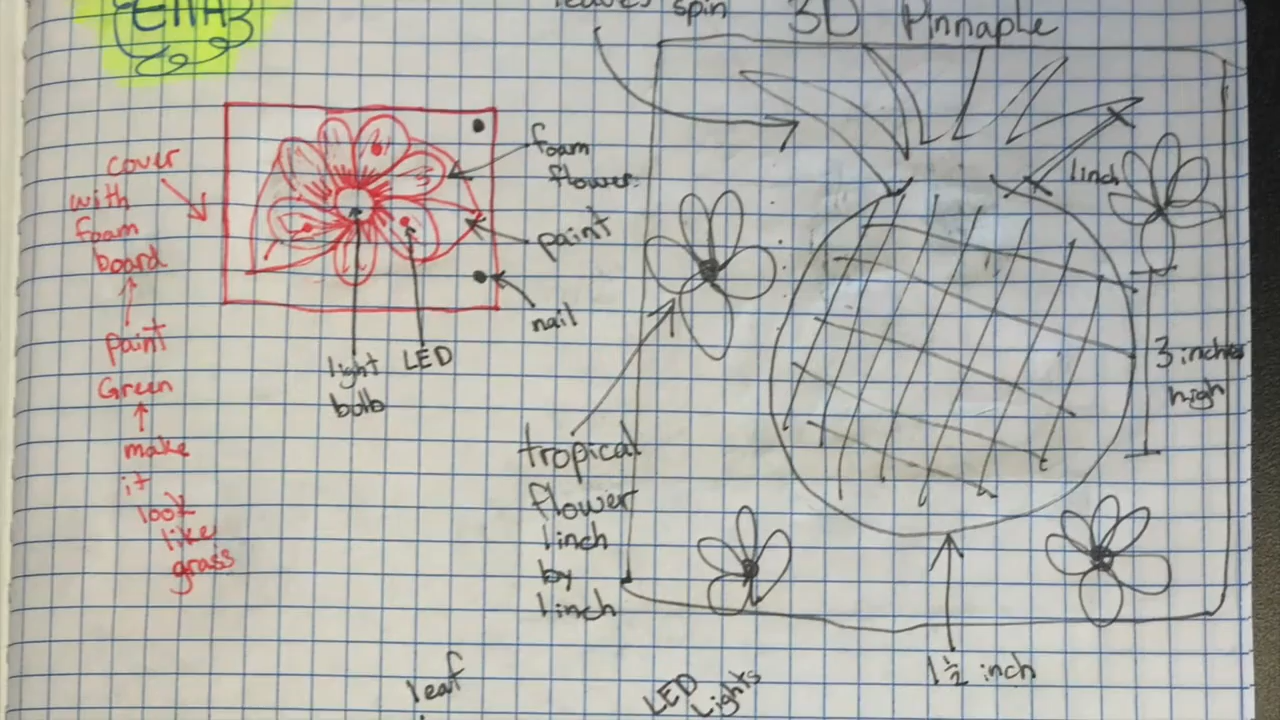 ENA
leaves spin
3D Pinnaple
cover
with
foam
board
paint
Green
make
it
look
like
grass
foam
flower
paint
nail
light
bulb
LED
1inch
3 inches
high
tropical
flower
1inch
by
1inch
1½ inch
leaf
LED
Lights